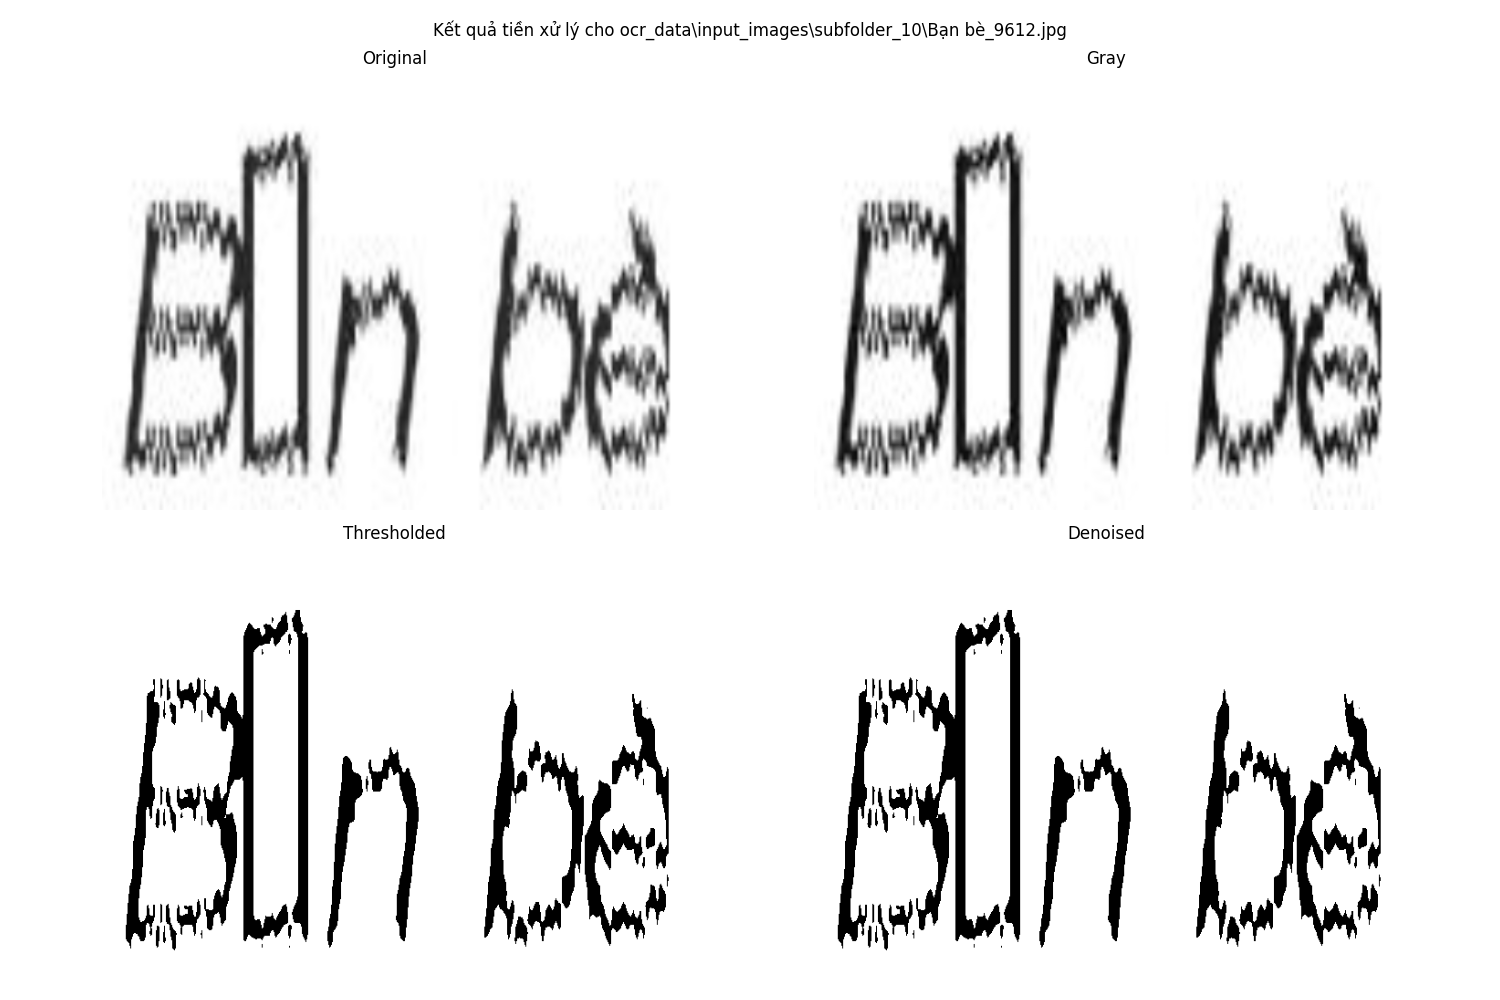 Kết quả tiền xử lý cho ocr_data\input_images\subfolder_10\Bạn bè_9612.jpg
Original
Gray
B▯n bè
B▯n bè
Thresholded
Denoised
B▯n bè
B▯n bè